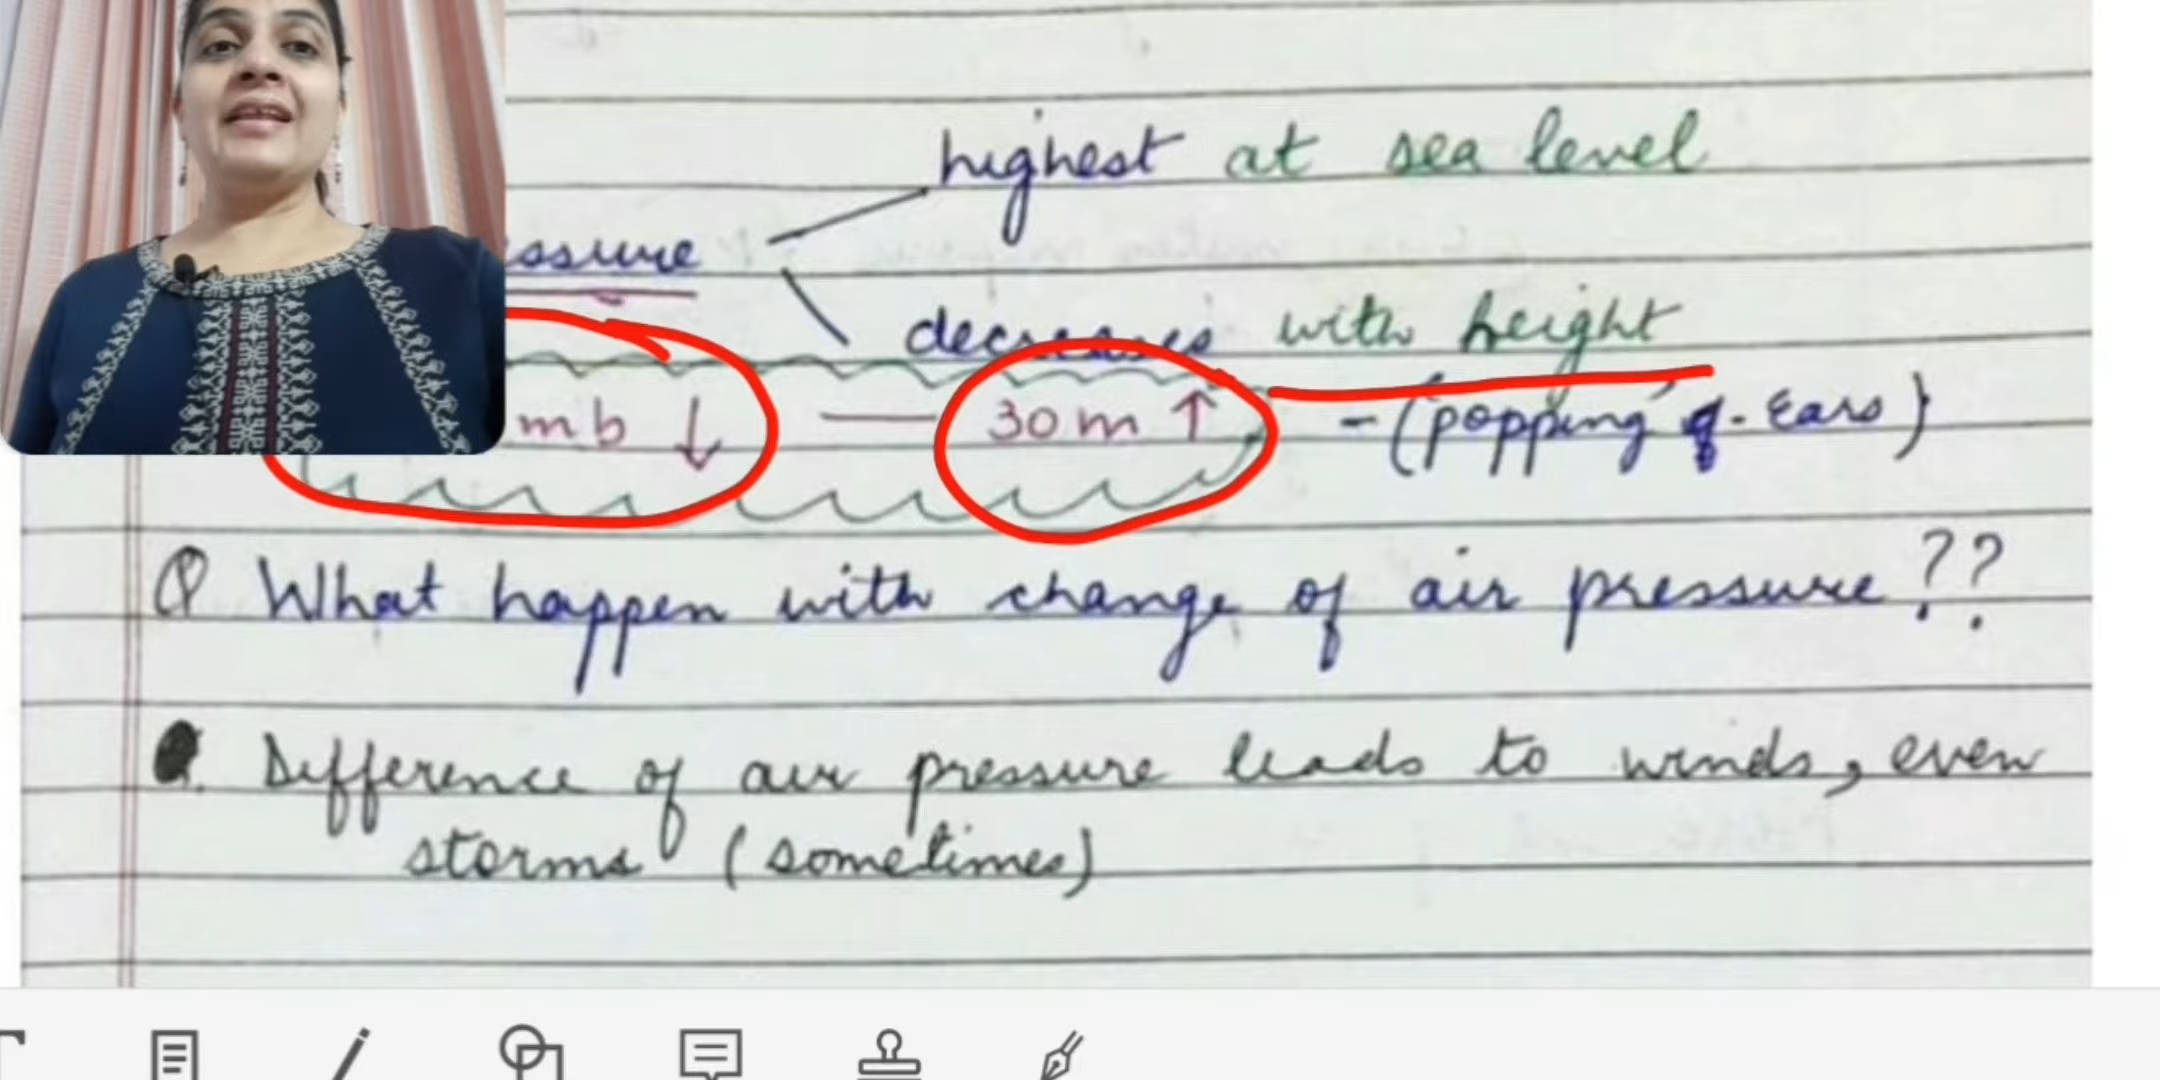 highest at sea level
ssure
decreases with height
mb ↓ — 30 m ↑ - (popping of Ears)
Q What happen with change of air pressure??
Difference of air pressure leads to winds, even
storms (sometimes)